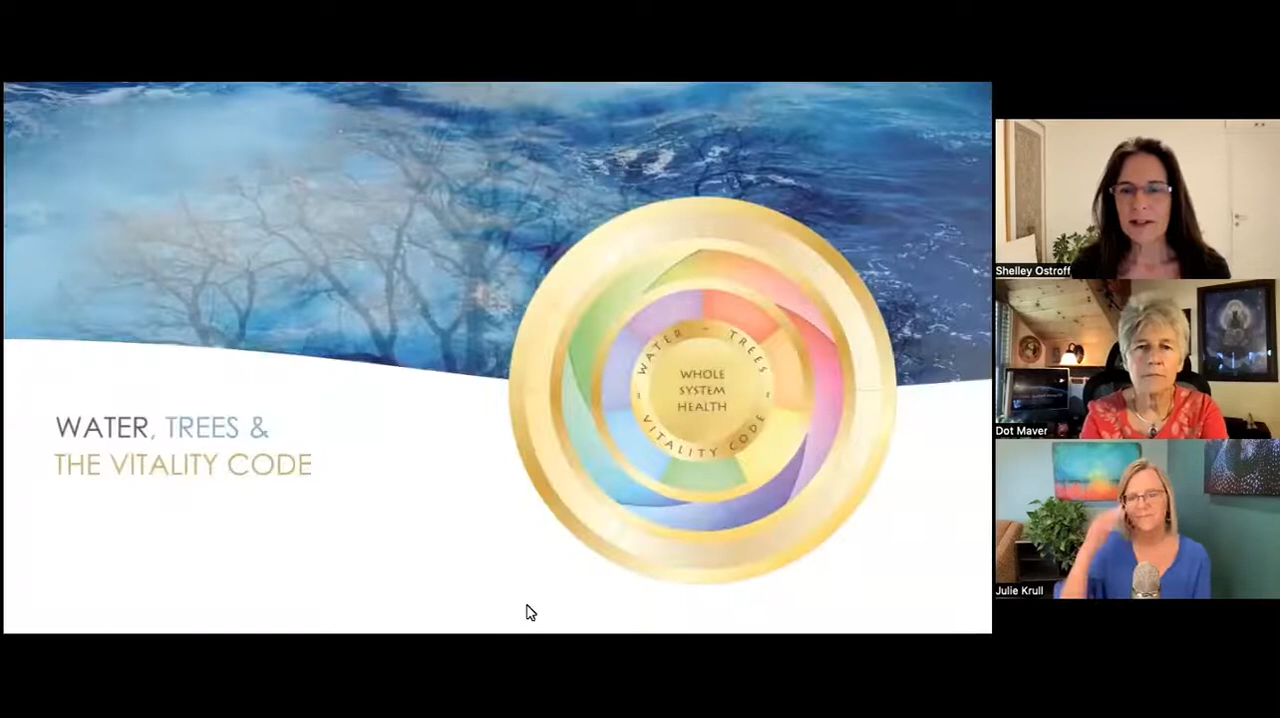 WATER, TREES &
THE VITALITY CODE
WATER ~ TREES ~
VITALITY CODE ~
WHOLE
SYSTEM
HEALTH
Shelley Ostroff
Dot Maver
Julie Krull